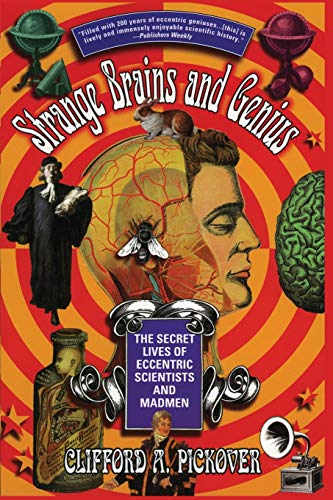 "Filled with 200 years of eccentric geniuses...[this] is
lively and immensely enjoyable scientific history."
—Publishers Weekly
Strange Brains and Genius
THE SECRET
LIVES OF
ECCENTRIC
SCIENTISTS
AND
MADMEN
CLIFFORD A. PICKOVER